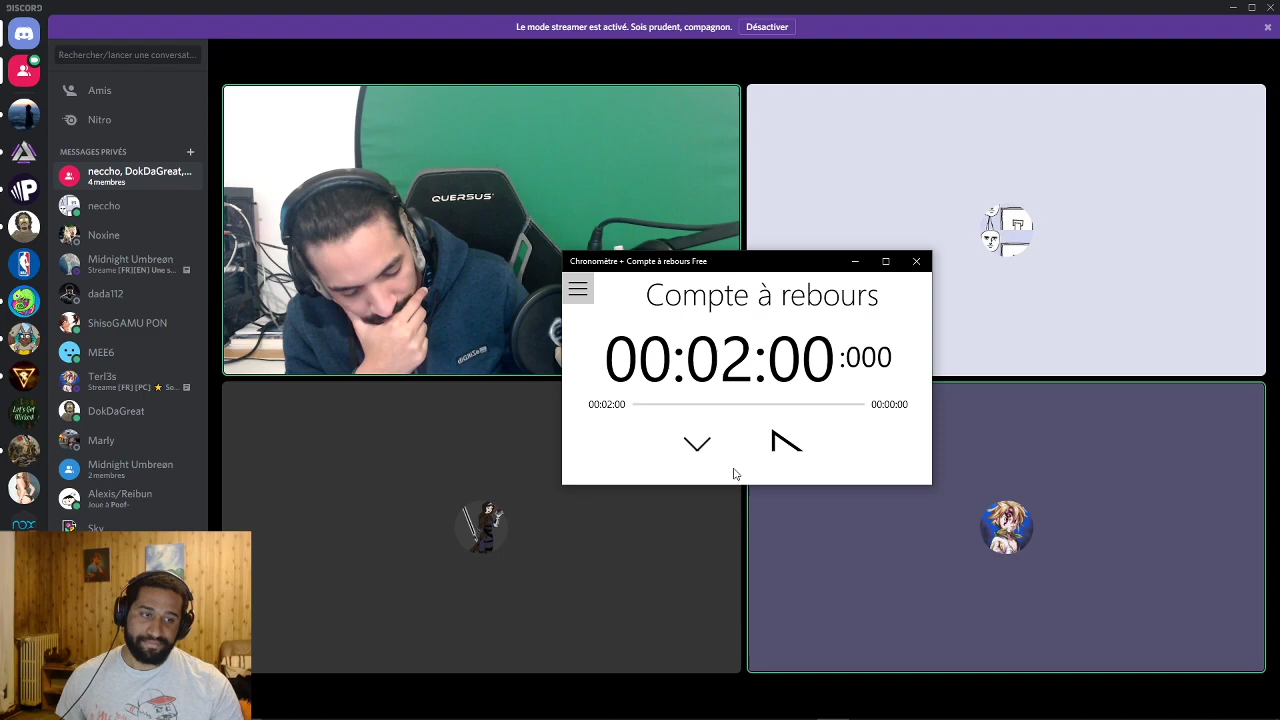 DISCORD
Le mode streamer est activé. Sois prudent, compagnon.
Désactiver
Rechercher/lancer une conversat...
Amis
Nitro
MESSAGES PRIVÉS
neccho, DokDaGreat,...
4 membres
neccho
Noxine
Midnight Umbreøn
Streame [FR][EN] Une s...
dada112
ShisoGAMU PON
MEE6
Terl3s
Streame [FR] [PC] ⭐ So...
DokDaGreat
Marly
Midnight Umbreøn
2 membres
Alexis/Reibun
Joue à Poof-
Sky
QUERSUS
Chronomètre + Compte à rebours Free
Compte à rebours
00:02:00:000
00:02:00
00:00:00